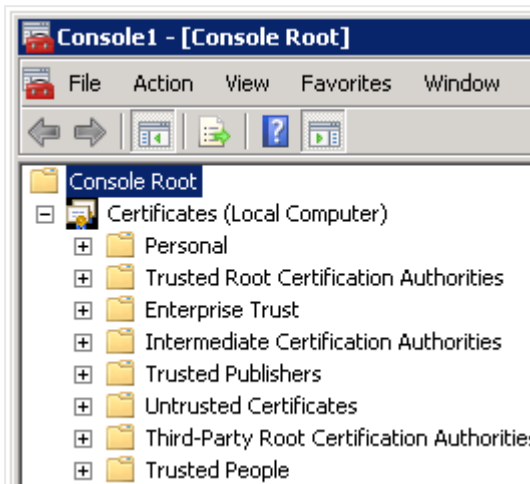 Console1 - [Console Root]
File Action View Favorites Window
Console Root
Certificates (Local Computer)
Personal
Trusted Root Certification Authorities
Enterprise Trust
Intermediate Certification Authorities
Trusted Publishers
Untrusted Certificates
Third-Party Root Certification Authorities
Trusted People